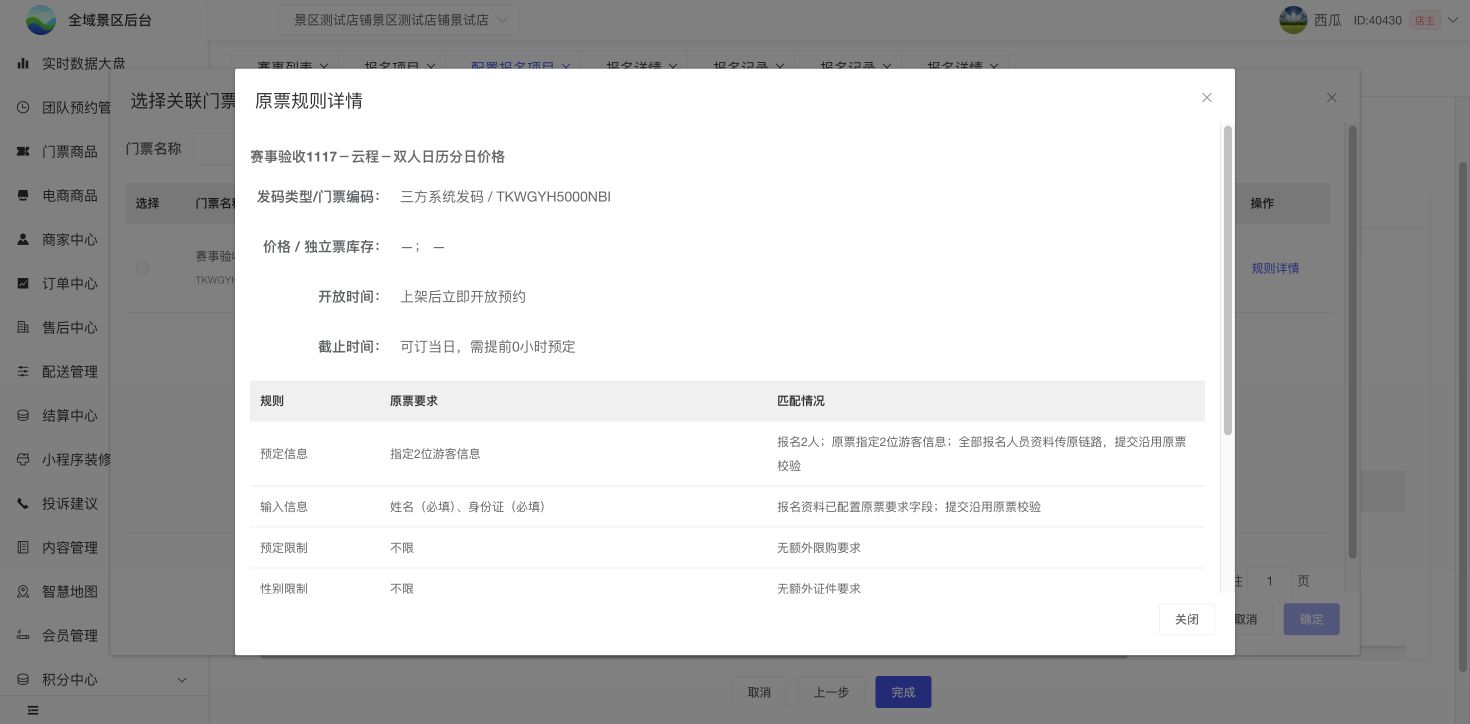 全域景区后台
景区测试店铺景区测试店铺景试店
西瓜 ID:40430 店主
实时数据大盘
团队预约管
门票商品
电商商品
商家中心
订单中心
售后中心
配送管理
结算中心
小程序装修
投诉建议
内容管理
智慧地图
会员管理
积分中心
赛事列表 报名项目 配置报名项目 报名详情 报名记录 报名记录 报名详情
选择关联门票
门票名称
选择 门票名称 操作
赛事验收
TKWGYH
规则详情
原票规则详情
赛事验收1117－云程－双人日历分日价格
发码类型/门票编码： 三方系统发码 / TKWGYH5000NBI
价格 / 独立票库存： —； —
开放时间： 上架后立即开放预约
截止时间： 可订当日，需提前0小时预定
规则 原票要求 匹配情况
预定信息 指定2位游客信息 报名2人；原票指定2位游客信息；全部报名人员资料传原链路，提交沿用原票
校验
输入信息 姓名（必填）、身份证（必填） 报名资料已配置原票要求字段；提交沿用原票校验
预定限制 不限 无额外限购要求
性别限制 不限 无额外证件要求
关闭
往 1 页
取消 确定
取消 上一步 完成